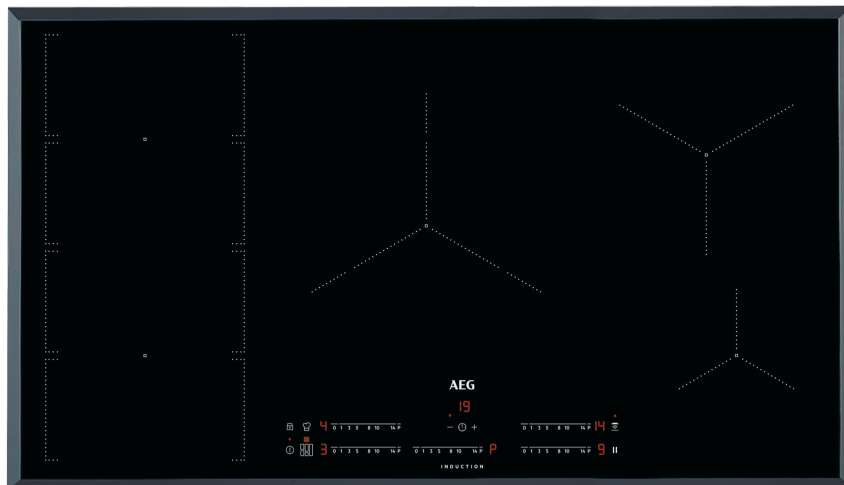 AEG
19
4 0 1 3 5 8 10 14 P
0 1 3 5 8 10 14 P 14
3 0 1 3 5 8 10 14 P
0 1 3 5 8 10 14 P P
0 1 3 5 8 10 14 P 9
INDUCTION